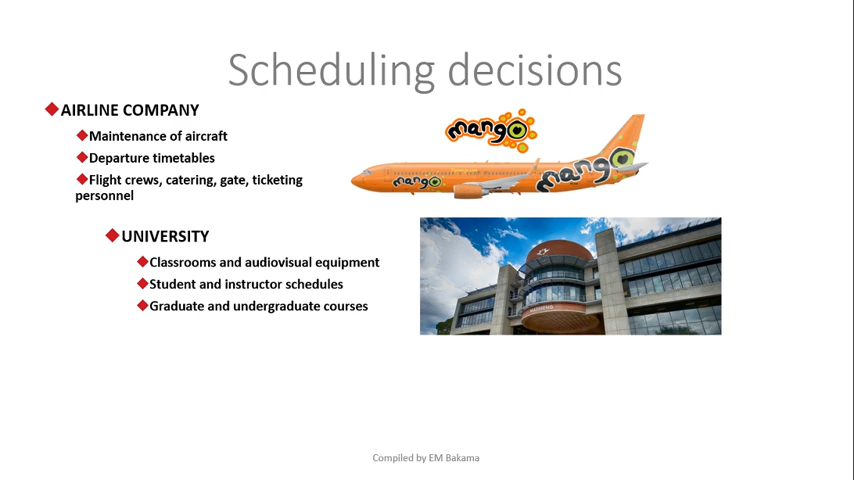 Scheduling decisions
◆AIRLINE COMPANY
◆Maintenance of aircraft
◆Departure timetables
◆Flight crews, catering, gate, ticketing
personnel
mango
mango
mango
◆UNIVERSITY
◆Classrooms and audiovisual equipment
◆Student and instructor schedules
◆Graduate and undergraduate courses
Compiled by EM Bakama